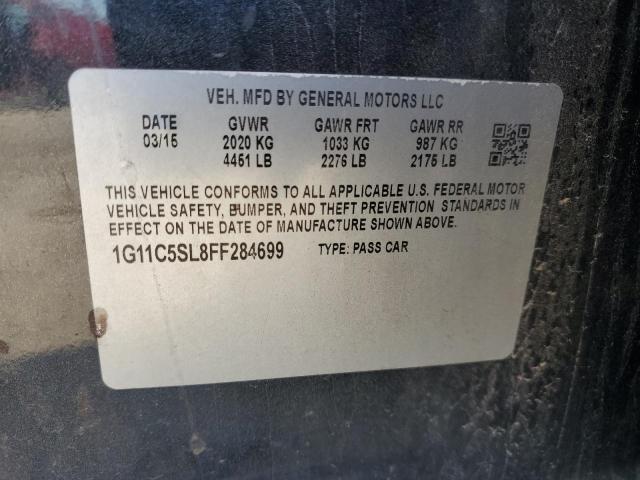 VEH. MFD BY GENERAL MOTORS LLC
DATE GVWR GAWR FRT GAWR RR
03/15 2020 KG 1033 KG 987 KG
4451 LB 2276 LB 2175 LB
THIS VEHICLE CONFORMS TO ALL APPLICABLE U.S. FEDERAL MOTOR
VEHICLE SAFETY, BUMPER, AND THEFT PREVENTION STANDARDS IN
EFFECT ON THE DATE OF MANUFACTURE SHOWN ABOVE.
1G11C5SL8FF284699 TYPE: PASS CAR